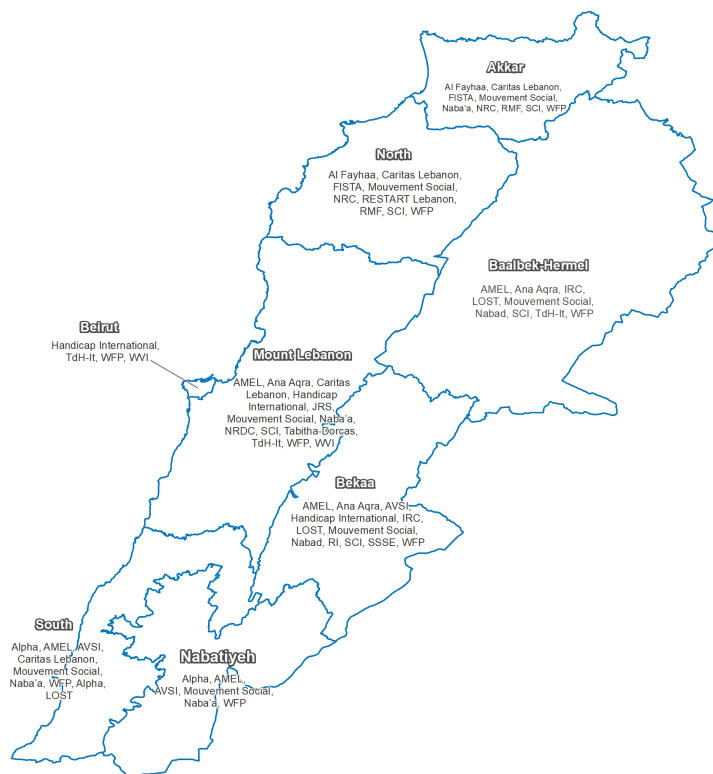 Akkar
Al Fayhaa, Caritas Lebanon,
FISTA, Mouvement Social,
Naba'a, NRC, RMF, SCI, WFP
North
Al Fayhaa, Caritas Lebanon,
FISTA, Mouvement Social,
NRC, RESTART Lebanon,
RMF, SCI, WFP
Baalbek-Hermel
AMEL, Ana Aqra, IRC,
LOST, Mouvement Social,
Nabad, SCI, TdH-It, WFP
Beirut
Handicap International,
TdH-It, WFP, WVI
Mount Lebanon
AMEL, Ana Aqra, Caritas
Lebanon, Handicap
International, JRS,
Mouvement Social, Naba'a,
NRDC, SCI, Tabitha-Dorcas,
TdH-It, WFP, WVI
Bekaa
AMEL, Ana Aqra, AVSI,
Handicap International, IRC,
LOST, Mouvement Social,
Nabad, RI, SCI, SSSE, WFP
South
Alpha, AMEL, AVSI,
Caritas Lebanon,
Mouvement Social,
Naba'a, WFP, Alpha,
LOST
Nabatiyeh
Alpha, AMEL,
AVSI, Mouvement Social,
Naba'a, WFP